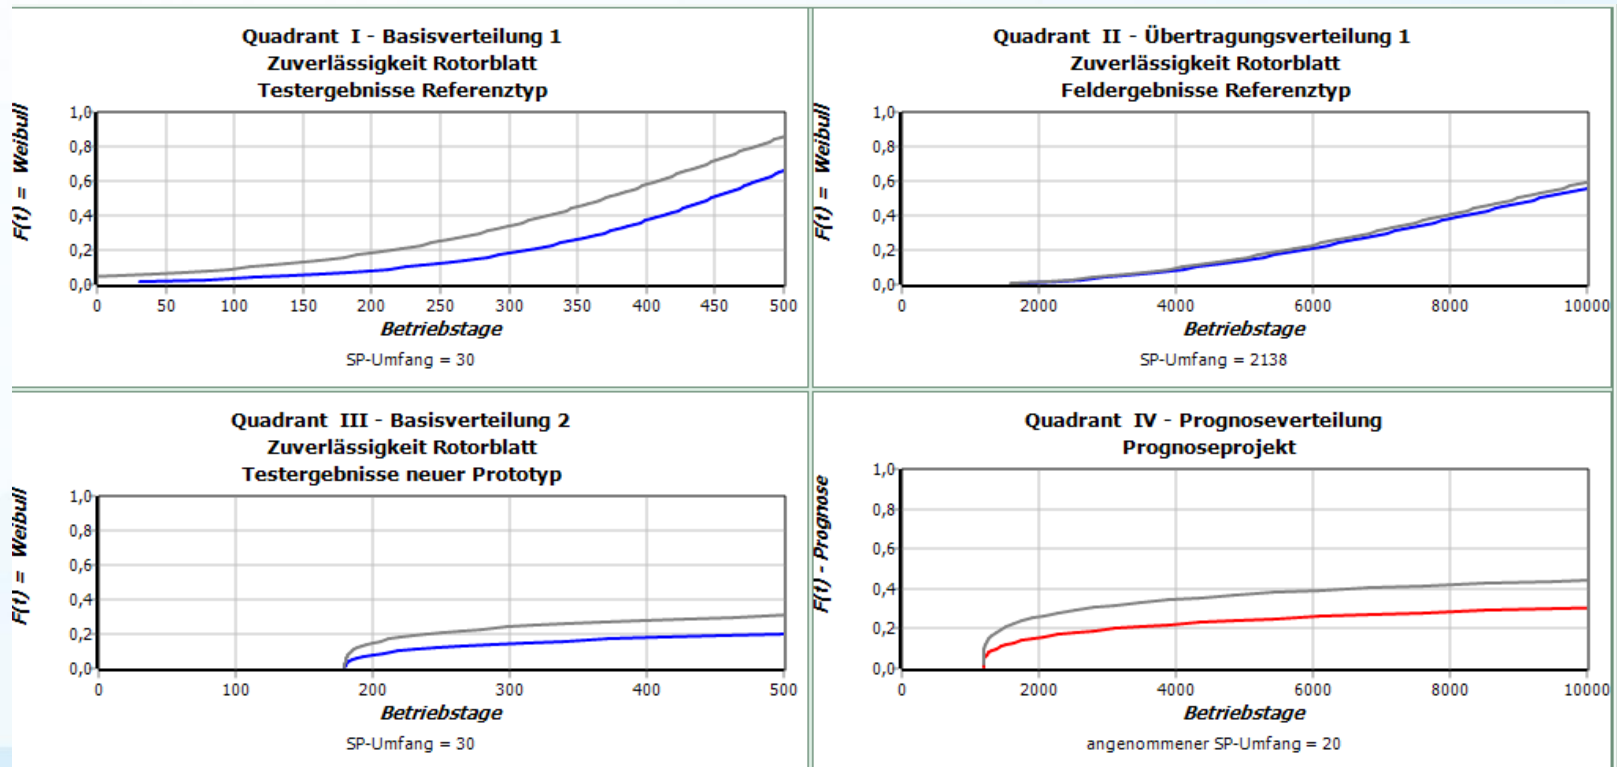 Quadrant I - Basisverteilung 1
Zuverlässigkeit Rotorblatt
Testergebnisse Referenztyp
F(t) = Weibull
1,0
0,8
0,6
0,4
0,2
0,0
0 50 100 150 200 250 300 350 400 450 500
Betriebstage
SP-Umfang = 30
Quadrant II - Übertragungsverteilung 1
Zuverlässigkeit Rotorblatt
Feldergebnisse Referenztyp
F(t) = Weibull
1,0
0,8
0,6
0,4
0,2
0,0
0 2000 4000 6000 8000 10000
Betriebstage
SP-Umfang = 2138
Quadrant III - Basisverteilung 2
Zuverlässigkeit Rotorblatt
Testergebnisse neuer Prototyp
F(t) = Weibull
1,0
0,8
0,6
0,4
0,2
0,0
0 100 200 300 400 500
Betriebstage
SP-Umfang = 30
Quadrant IV - Prognoseverteilung
Prognoseprojekt
F(t) - Prognose
1,0
0,8
0,6
0,4
0,2
0,0
0 2000 4000 6000 8000 10000
Betriebstage
angenommener SP-Umfang = 20